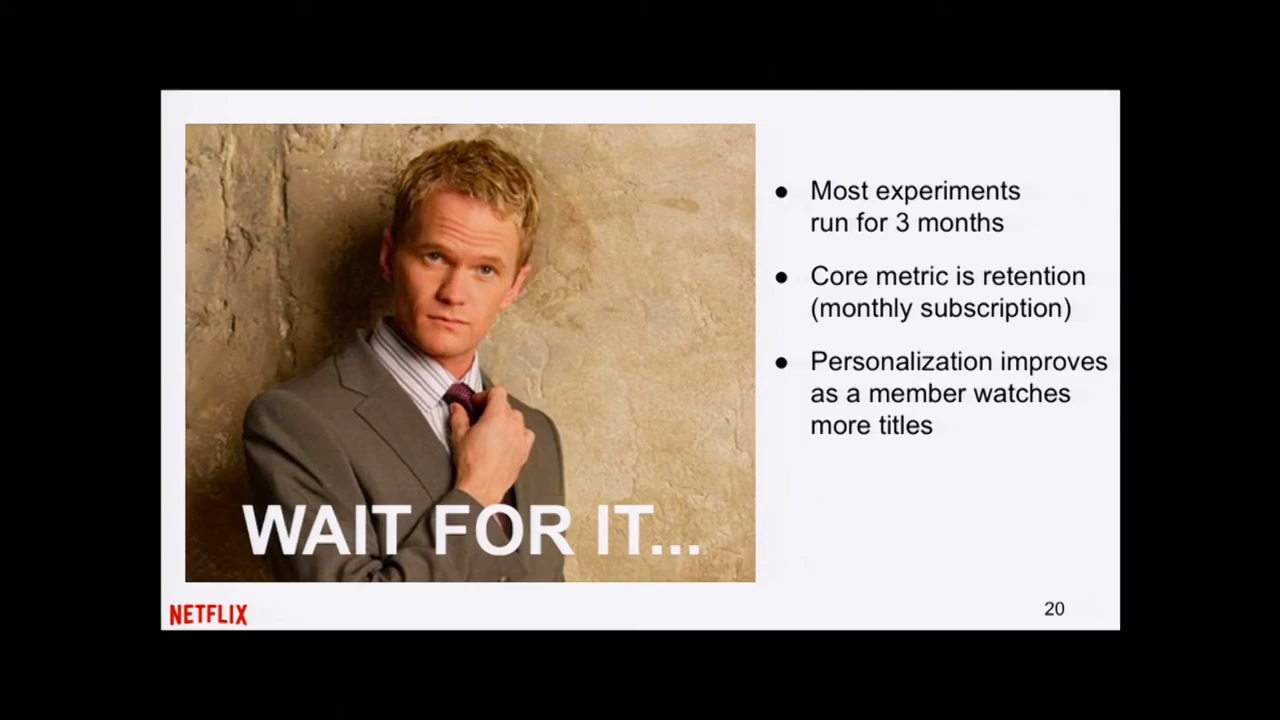 ● Most experiments
run for 3 months
● Core metric is retention
(monthly subscription)
● Personalization improves
as a member watches
more titles
WAIT FOR IT...
NETFLIX
20